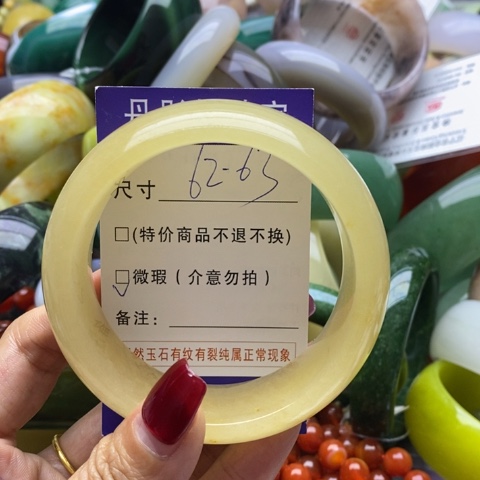 尺寸 62-63
□(特价商品不退不换)
□微瑕(介意勿拍)
备注:
然玉石有纹有裂纯属正常现象